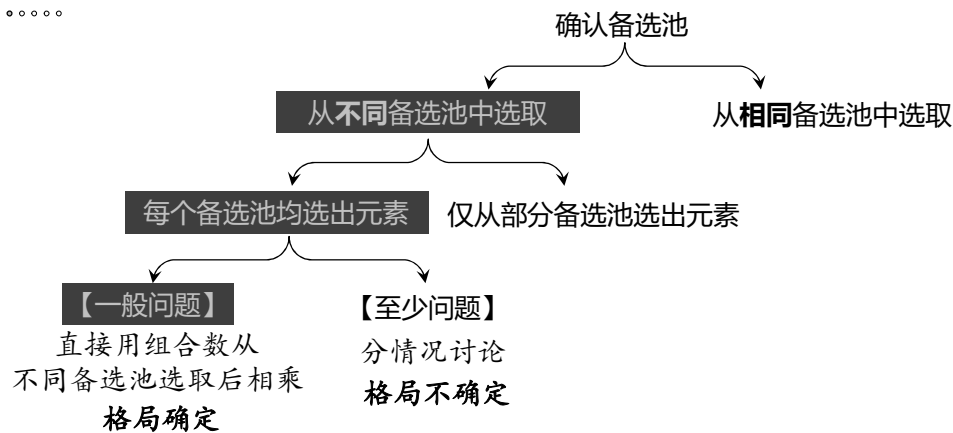 。。。。。
确认备选池
从不同备选池中选取
从相同备选池中选取
每个备选池均选出元素
仅从部分备选池选出元素
【一般问题】
直接用组合数从
不同备选池选取后相乘
格局确定
【至少问题】
分情况讨论
格局不确定